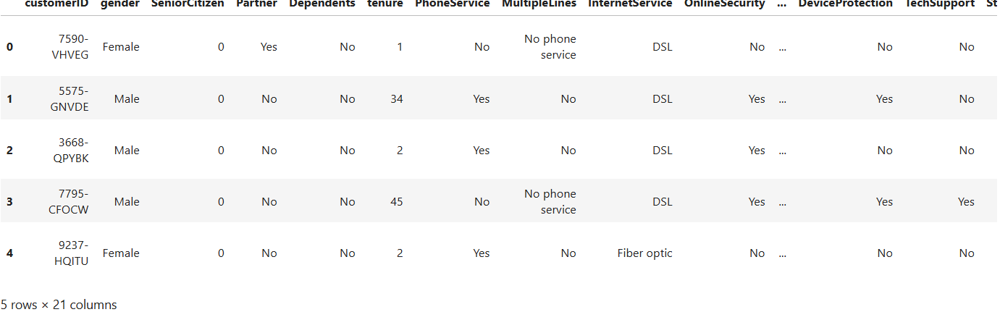 customerID gender SeniorCitizen Partner Dependents tenure PhoneService MultipleLines InternetService OnlineSecurity ... DeviceProtection TechSupport St
0 7590-VHVEG Female 0 Yes No 1 No No phone service DSL No ... No No
1 5575-GNVDE Male 0 No No 34 Yes No DSL Yes ... Yes No
2 3668-QPYBK Male 0 No No 2 Yes No DSL Yes ... No No
3 7795-CFOCW Male 0 No No 45 No No phone service DSL Yes ... Yes Yes
4 9237-HQITU Female 0 No No 2 Yes No Fiber optic No ... No No
5 rows × 21 columns